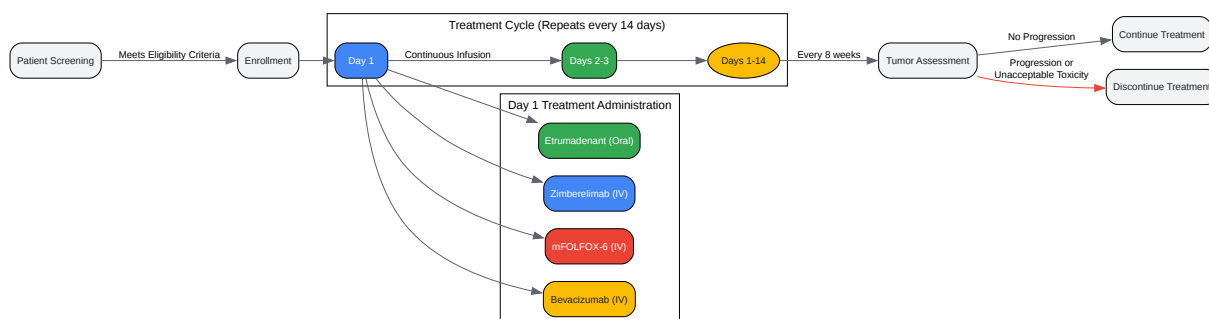 Treatment Cycle (Repeats every 14 days)
Patient Screening
Meets Eligibility Criteria
Enrollment
Day 1
Continuous Infusion
Days 2-3
Days 1-14
Every 8 weeks
Tumor Assessment
No Progression
Continue Treatment
Progression or
Unacceptable Toxicity
Discontinue Treatment
Day 1 Treatment Administration
Etrumadenant (Oral)
Zimberelimab (IV)
mFOLFOX-6 (IV)
Bevacizumab (IV)